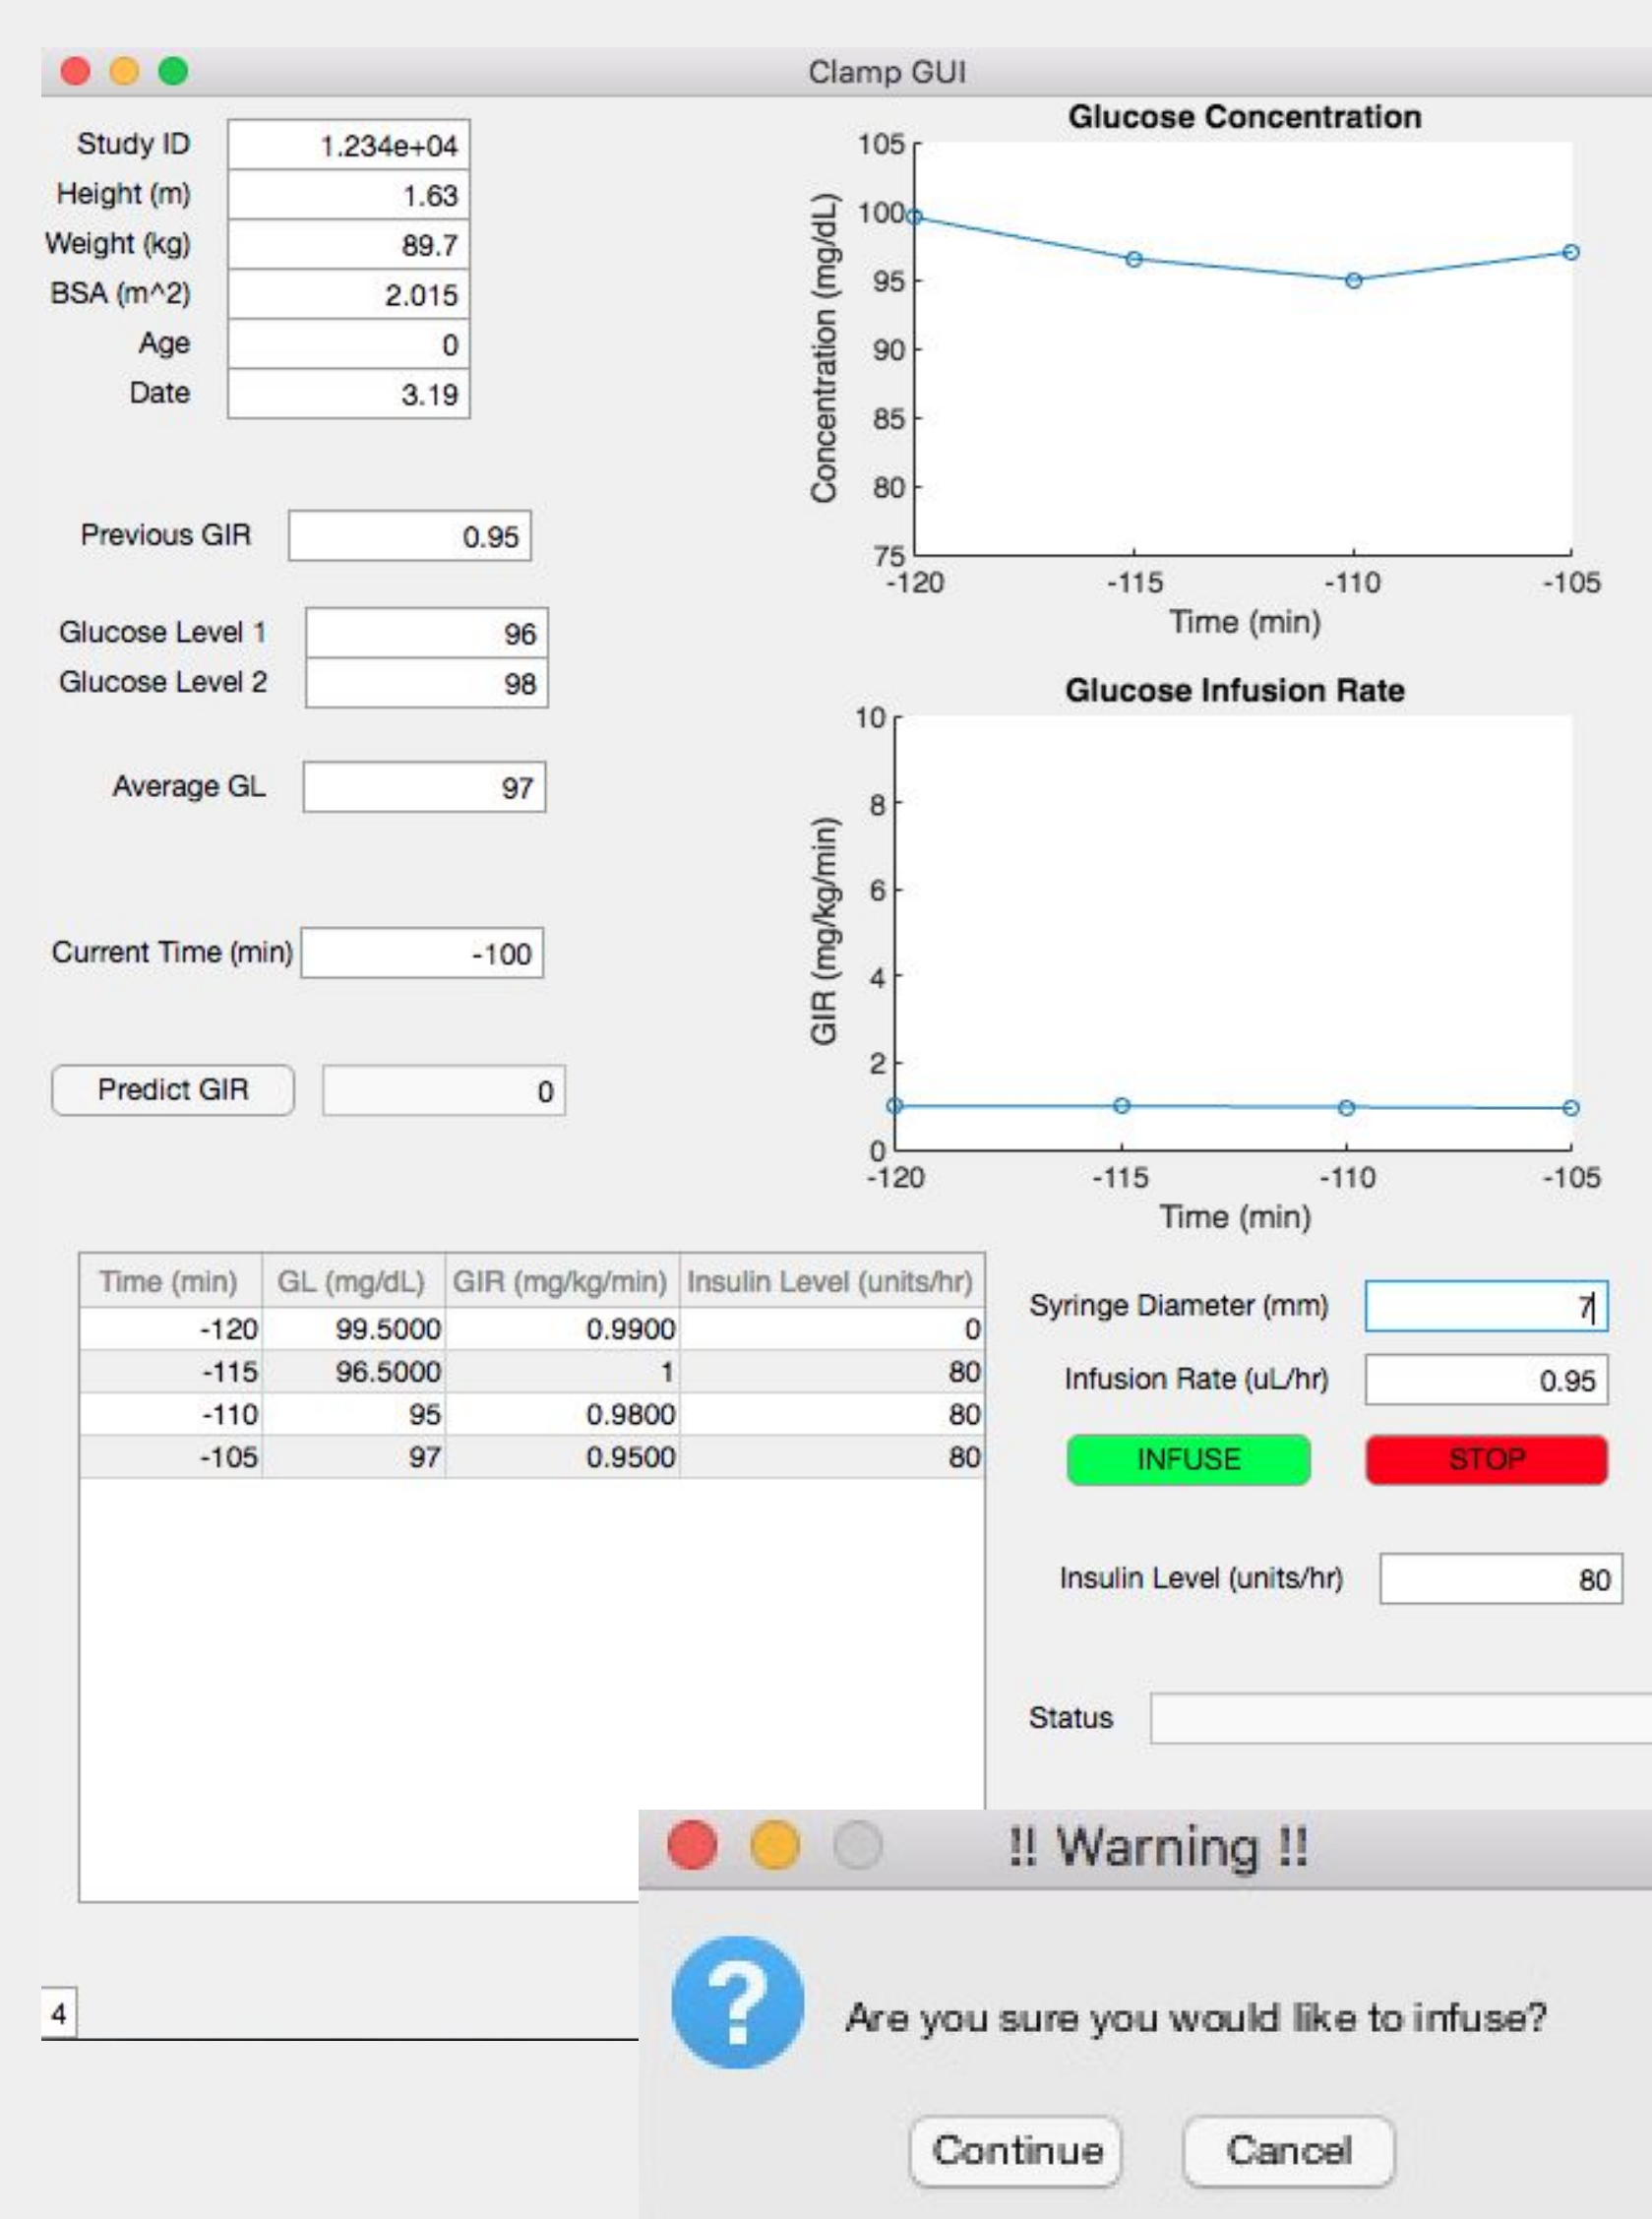 Clamp GUI
Study ID 1.234e+04
Height (m) 1.63
Weight (kg) 89.7
BSA (m^2) 2.015
Age 0
Date 3.19
Previous GIR 0.95
Glucose Level 1 96
Glucose Level 2 98
Average GL 97
Current Time (min) -100
Predict GIR 0
Glucose Concentration
Concentration (mg/dL)
105
100
95
90
85
80
75
-120 -115 -110 -105
Time (min)
Glucose Infusion Rate
GIR (mg/kg/min)
10
8
6
4
2
0
-120 -115 -110 -105
Time (min)
Time (min) GL (mg/dL) GIR (mg/kg/min) Insulin Level (units/hr)
-120 99.5000 0.9900 0
-115 96.5000 1 80
-110 95 0.9800 80
-105 97 0.9500 80
Syringe Diameter (mm) 7
Infusion Rate (uL/hr) 0.95
INFUSE STOP
Insulin Level (units/hr) 80
Status
4
!! Warning !!
?
Are you sure you would like to infuse?
Continue Cancel